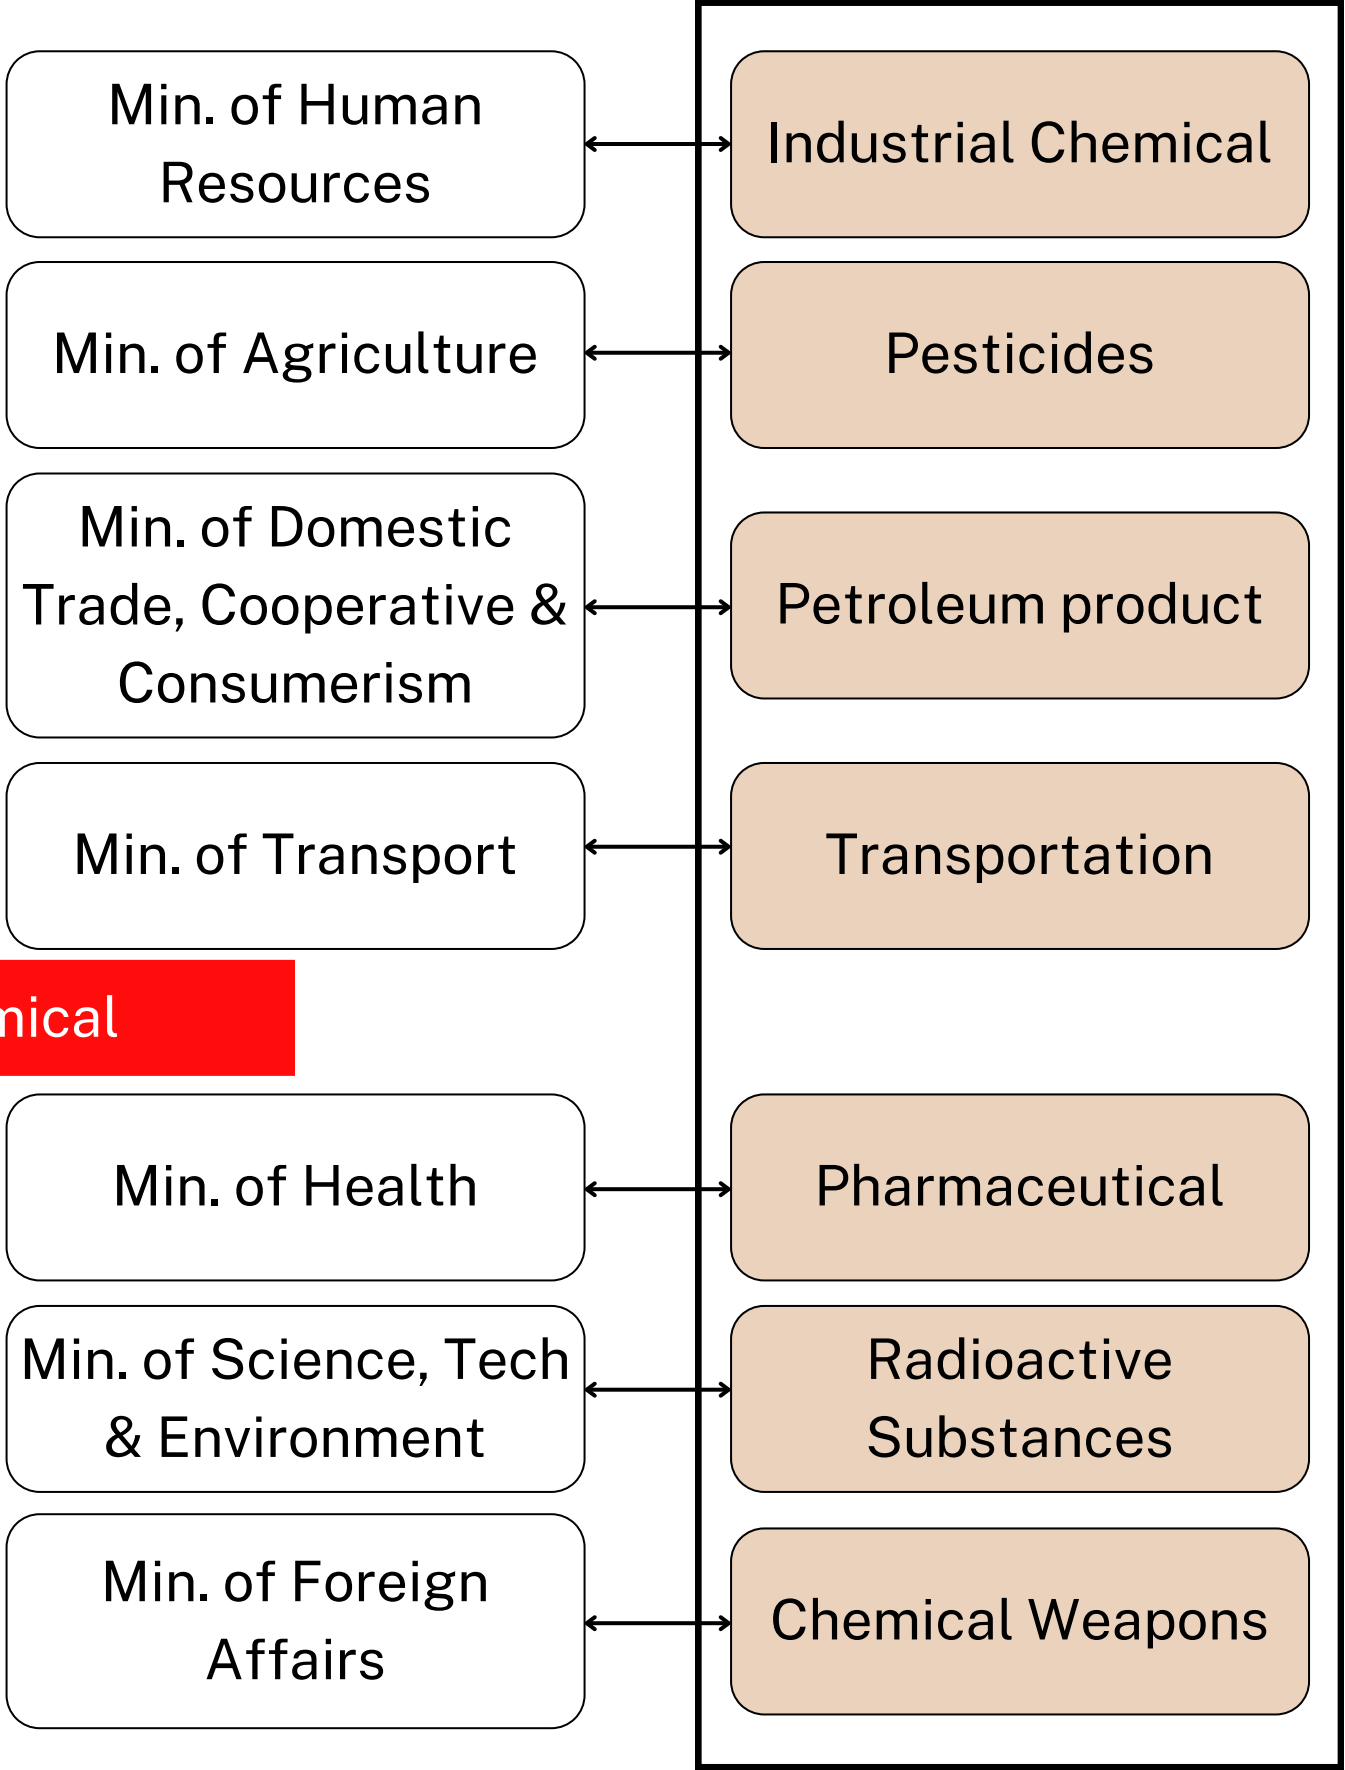 Min. of Human
Resources
Industrial Chemical
Min. of Agriculture
Pesticides
Min. of Domestic
Trade, Cooperative &
Consumerism
Petroleum product
Min. of Transport
Transportation
mical
Min. of Health
Pharmaceutical
Min. of Science, Tech
& Environment
Radioactive
Substances
Min. of Foreign
Affairs
Chemical Weapons